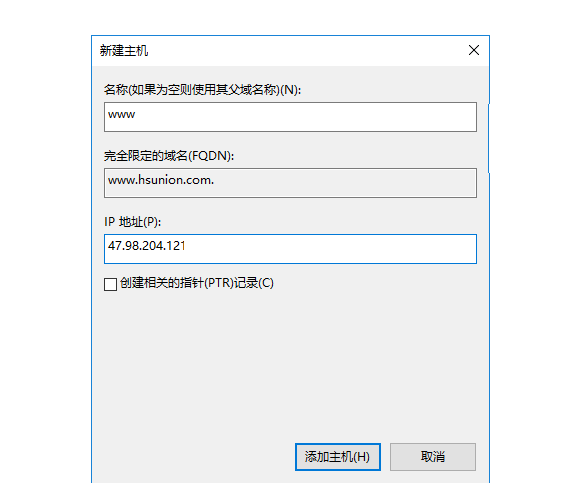 新建主机
名称(如果为空则使用其父域名称)(N):
www
完全限定的域名(FQDN):
www.hsunion.com.
IP 地址(P):
47.98.204.121
创建相关的指针(PTR)记录(C)
添加主机(H) 取消